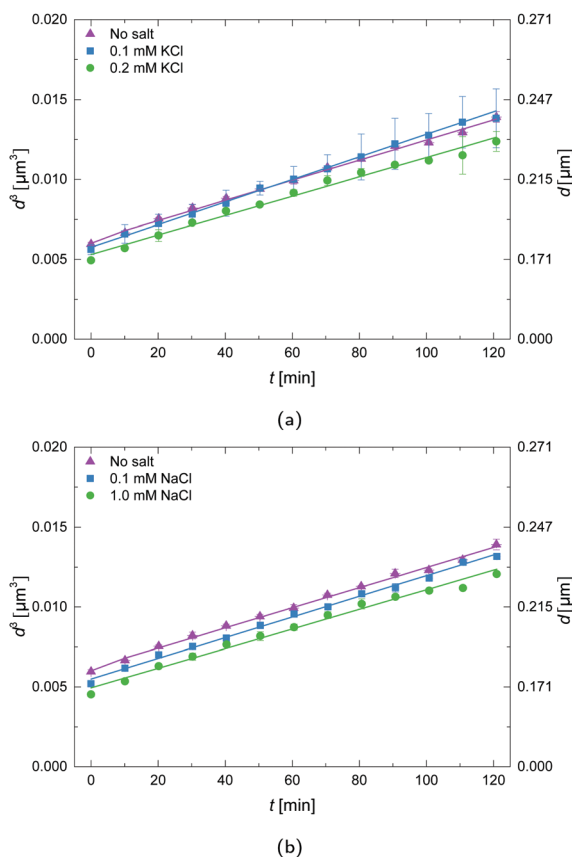 No salt
0.1 mM KCl
0.2 mM KCl
d³ [μm³]
0.020
0.015
0.010
0.005
0.000
0.271
0.247
0.215
0.171
0.000
d [μm]
0 20 40 60 80 100 120
t [min]
(a)
No salt
0.1 mM NaCl
1.0 mM NaCl
d³ [μm³]
0.020
0.015
0.010
0.005
0.000
0.271
0.247
0.215
0.171
0.000
d [μm]
0 20 40 60 80 100 120
t [min]
(b)